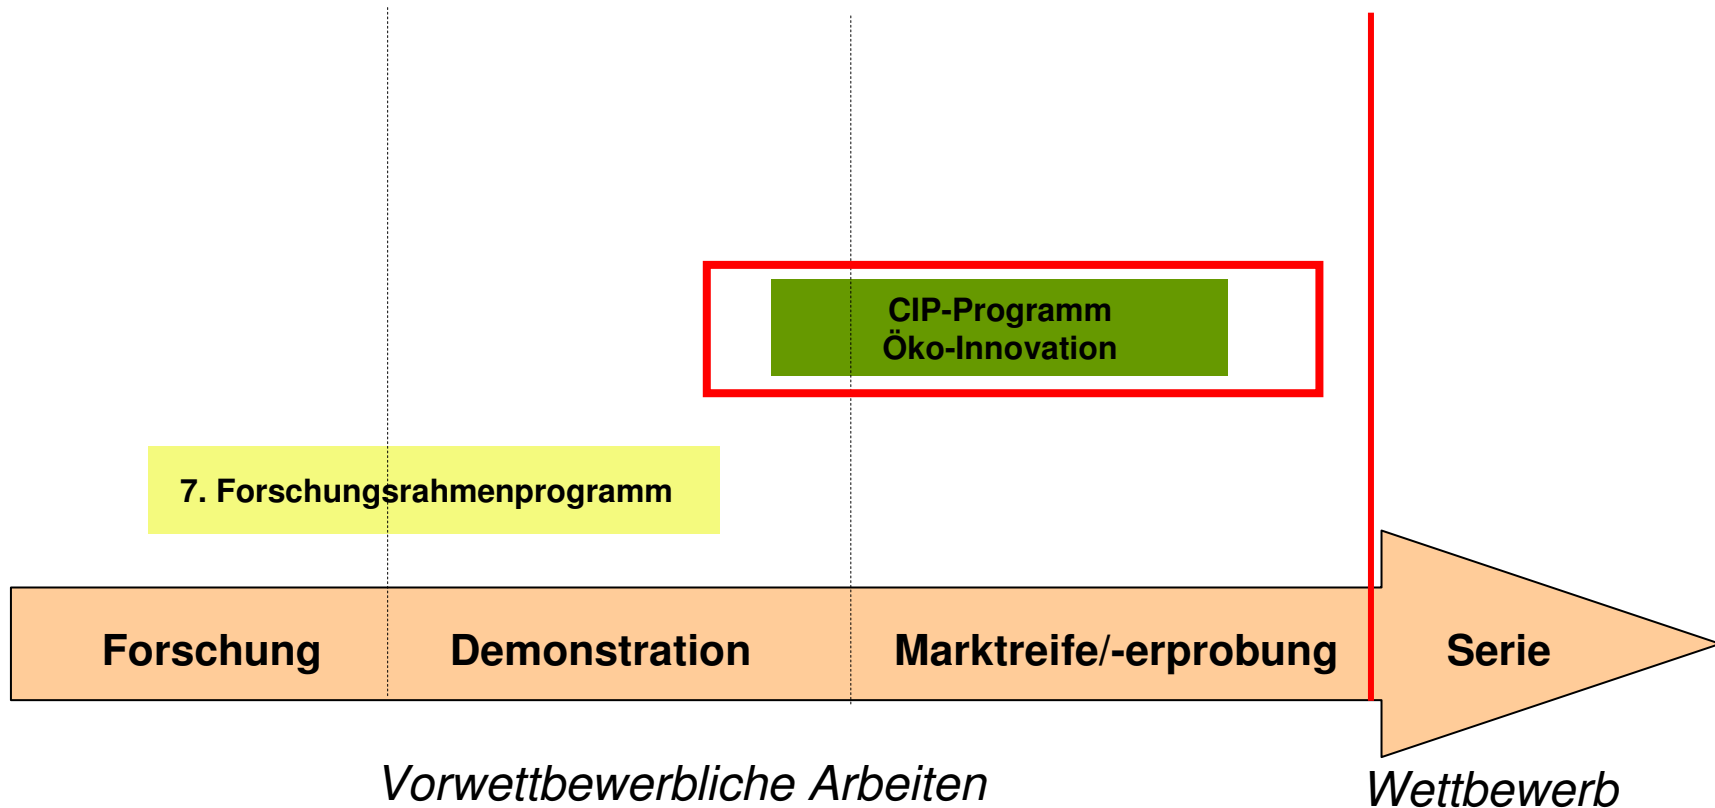 CIP-Programm
Öko-Innovation
7. Forschungsrahmenprogramm
Forschung
Demonstration
Marktreife/-erprobung
Serie
Vorwettbewerbliche Arbeiten
Wettbewerb